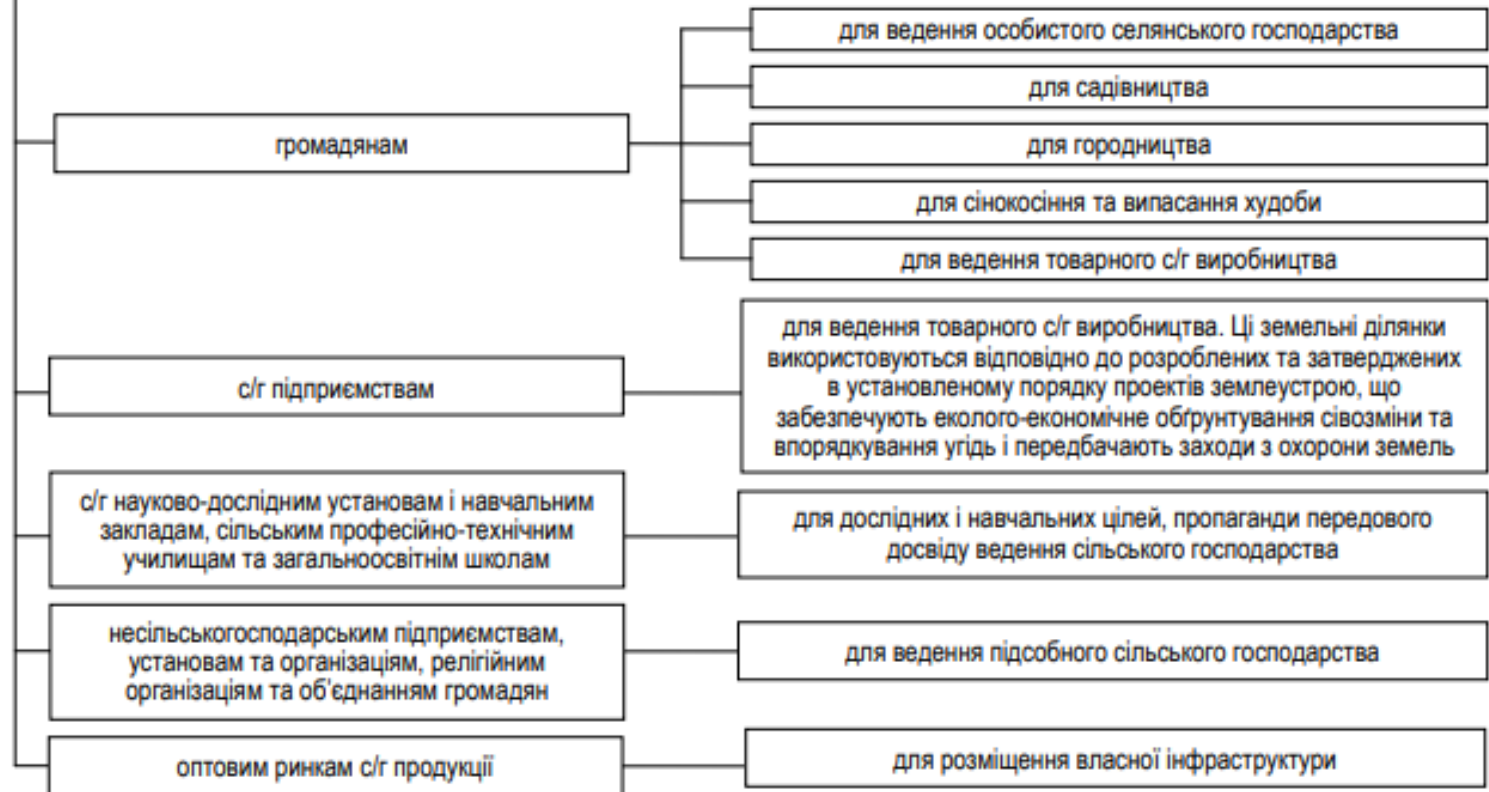 громадянам
для ведення особистого селянського господарства
для садівництва
для городництва
для сінокосіння та випасання худоби
для ведення товарного с/г виробництва
с/г підприємствам
для ведення товарного с/г виробництва. Ці земельні ділянки
використовуються відповідно до розроблених та затверджених
в установленому порядку проектів землеустрою, що
забезпечують еколого-економічне обґрунтування сівозміни та
впорядкування угідь і передбачають заходи з охорони земель
с/г науково-дослідним установам і навчальним
закладам, сільським професійно-технічним
училищам та загальноосвітнім школам
для дослідних і навчальних цілей, пропаганди передового
досвіду ведення сільського господарства
несільськогосподарським підприємствам,
установам та організаціям, релігійним
організаціям та об'єднанням громадян
для ведення підсобного сільського господарства
оптовим ринкам с/г продукції
для розміщення власної інфраструктури